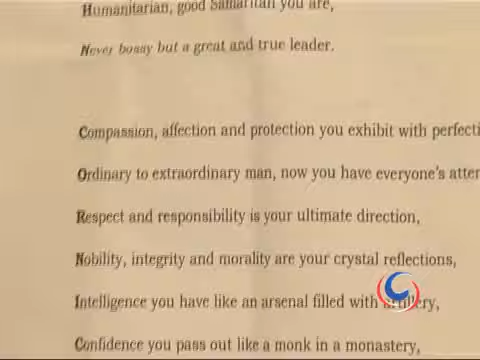 Humanitarian, good Samaritan you are,
Never bossy but a great and true leader.
Compassion, affection and protection you exhibit with perfecti
Ordinary to extraordinary man, now you have everyone's atten
Respect and responsibility is your ultimate direction,
Nobility, integrity and morality are your crystal reflections,
Intelligence you have like an arsenal filled with artillery,
Confidence you pass out like a monk in a monastery,